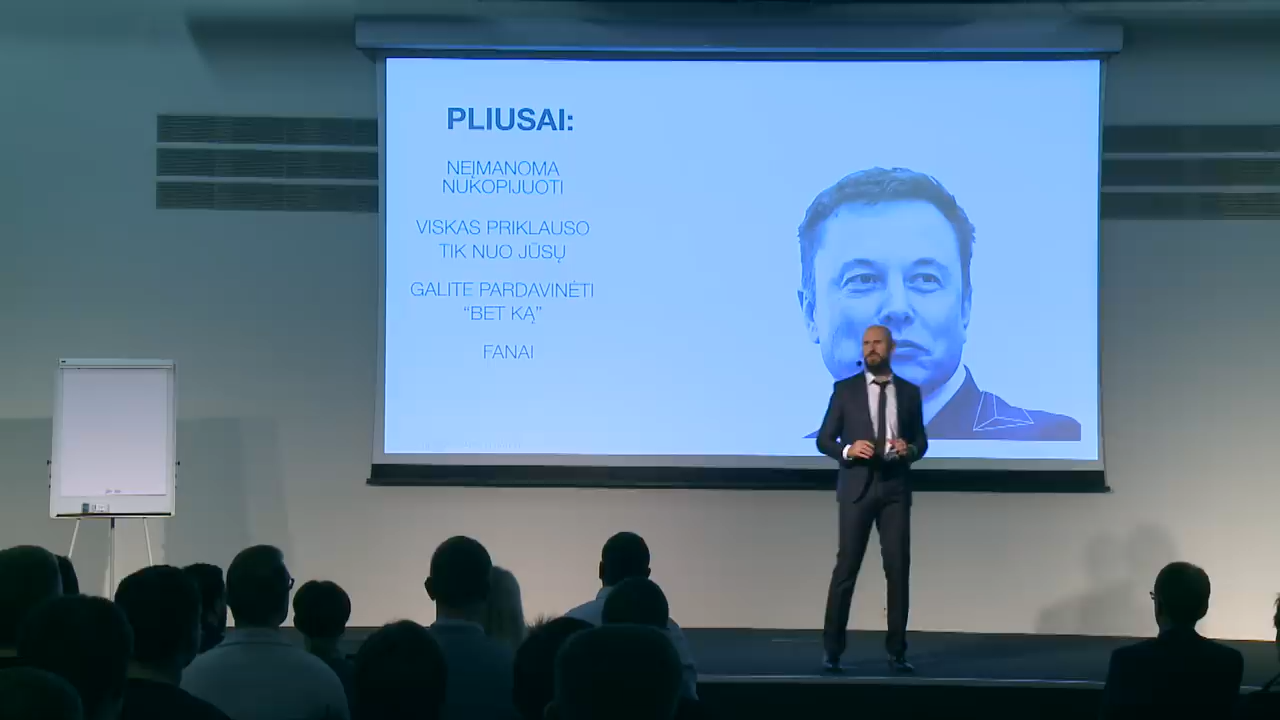 PLIUSAI:
NEĮMANOMA
NUKOPIJUOTI
VISKAS PRIKLAUSO
TIK NUO JŪSŲ
GALITE PARDAVINĖTI
“BET KĄ”
FANAI